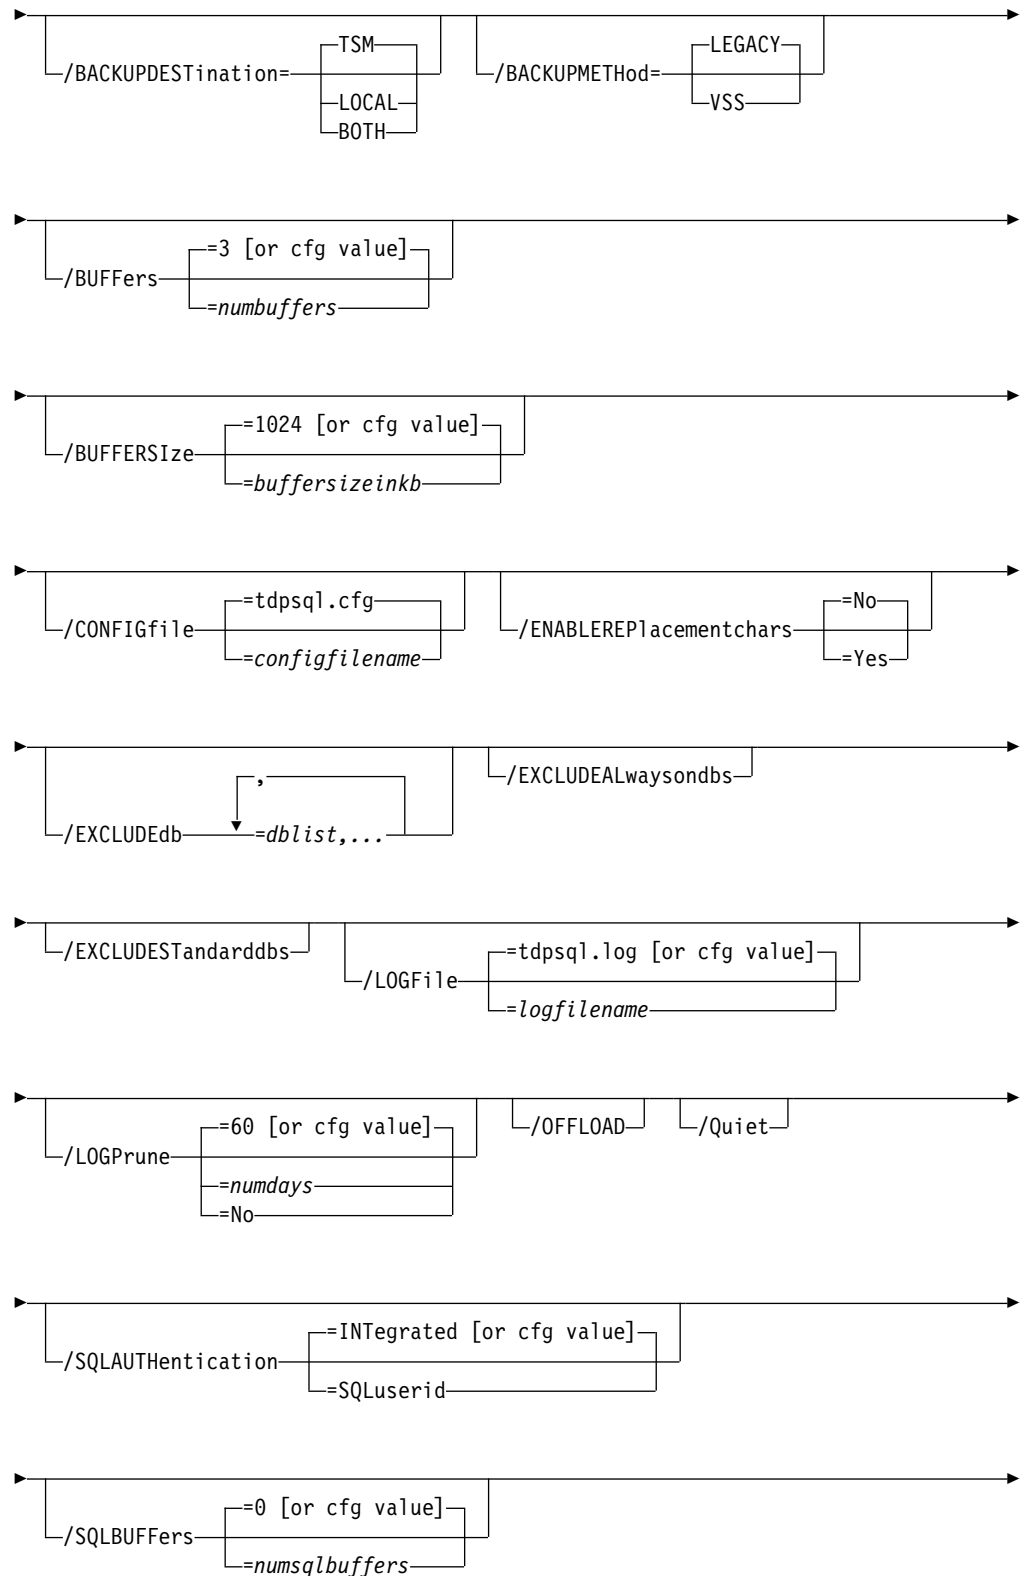 TSM LEGACY
/BACKUPDESTination= /BACKUPMETHod=
LOCAL VSS
BOTH
=3 [or cfg value]
/BUFFers
=numbuffers
=1024 [or cfg value]
/BUFFERSIze
=buffersizeinkb
=tdpsql.cfg =No
/CONFIGfile /ENABLEREPlacementchars
=configfilename =Yes
,
/EXCLUDEALwaysondbs
/EXCLUDEdb =dblist,...
/EXCLUDESTandarddbs =tdpsql.log [or cfg value]
/LOGFile
=logfilename
=60 [or cfg value] /OFFLOAD /Quiet
/LOGPrune
=numdays
=No
=INTegrated [or cfg value]
/SQLAUTHentication
=SQLuserid
=0 [or cfg value]
/SQLBUFFers
=numsqlbuffers